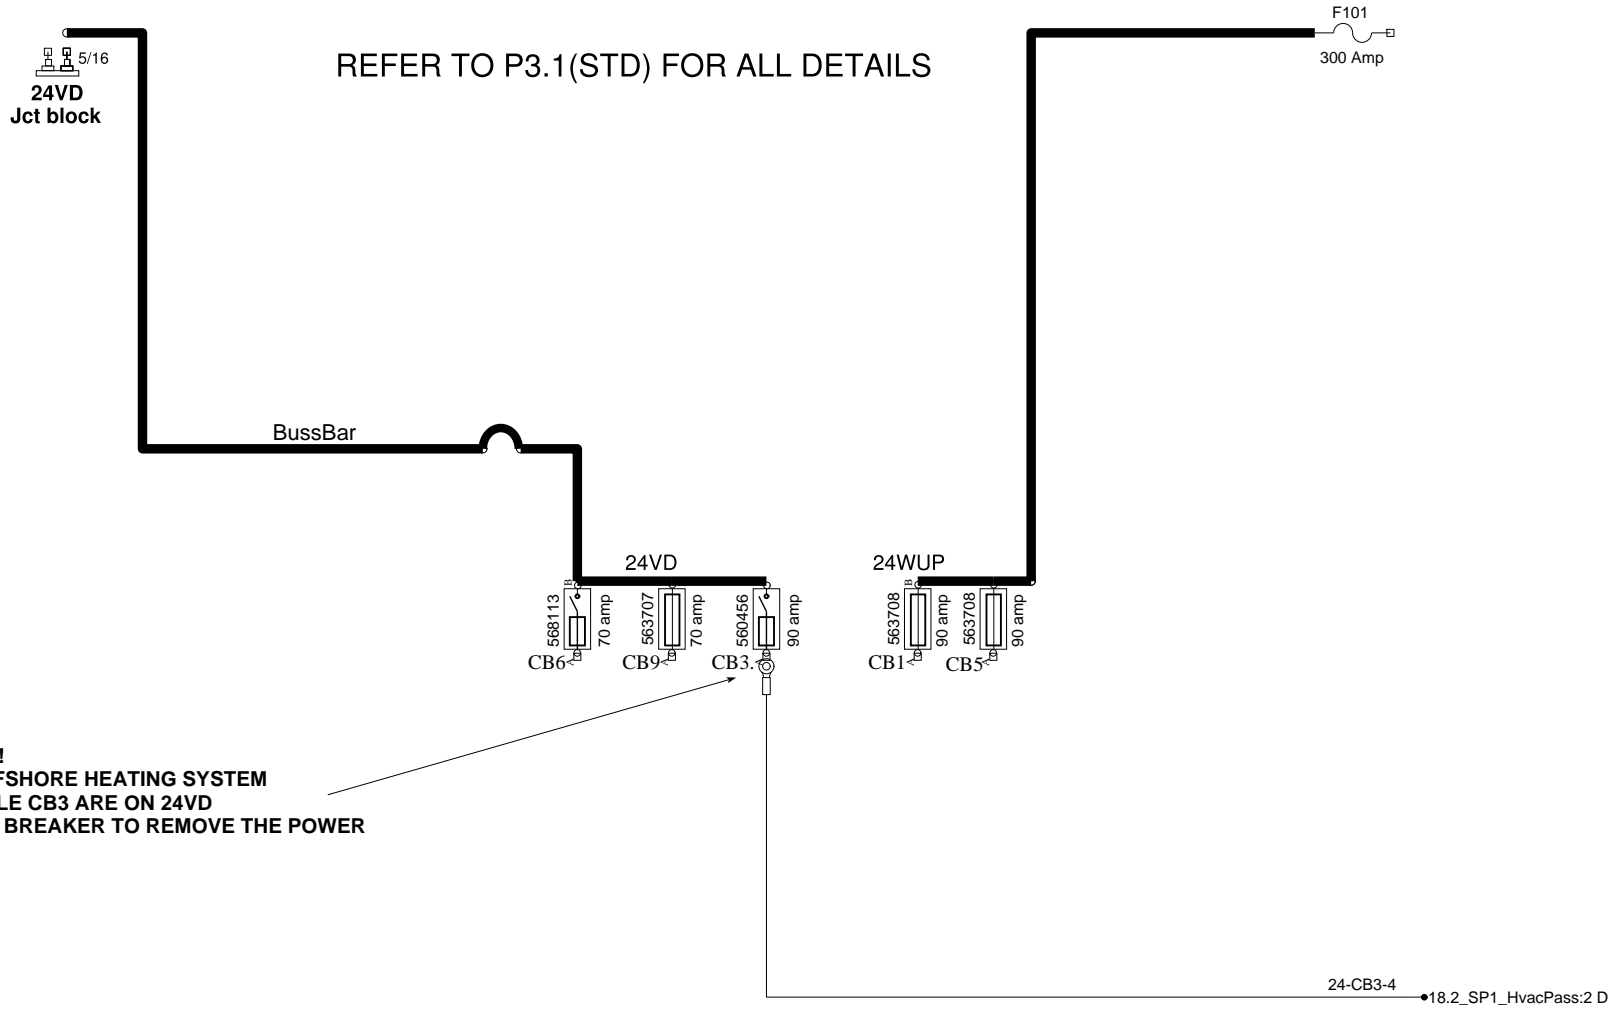 F101
300 Amp
5/16
24VD
Jct block
REFER TO P3.1(STD) FOR ALL DETAILS
BussBar
24VD
24WUP
B
568113
70 amp
CB6
A
563707
70 amp
CB9
A
560456
90 amp
CB3.
A
B
563708
90 amp
CB1
A
563708
90 amp
CB5
A
!
FSHORE HEATING SYSTEM
LE CB3 ARE ON 24VD
BREAKER TO REMOVE THE POWER
24-CB3-4
18.2_SP1_HvacPass:2 D